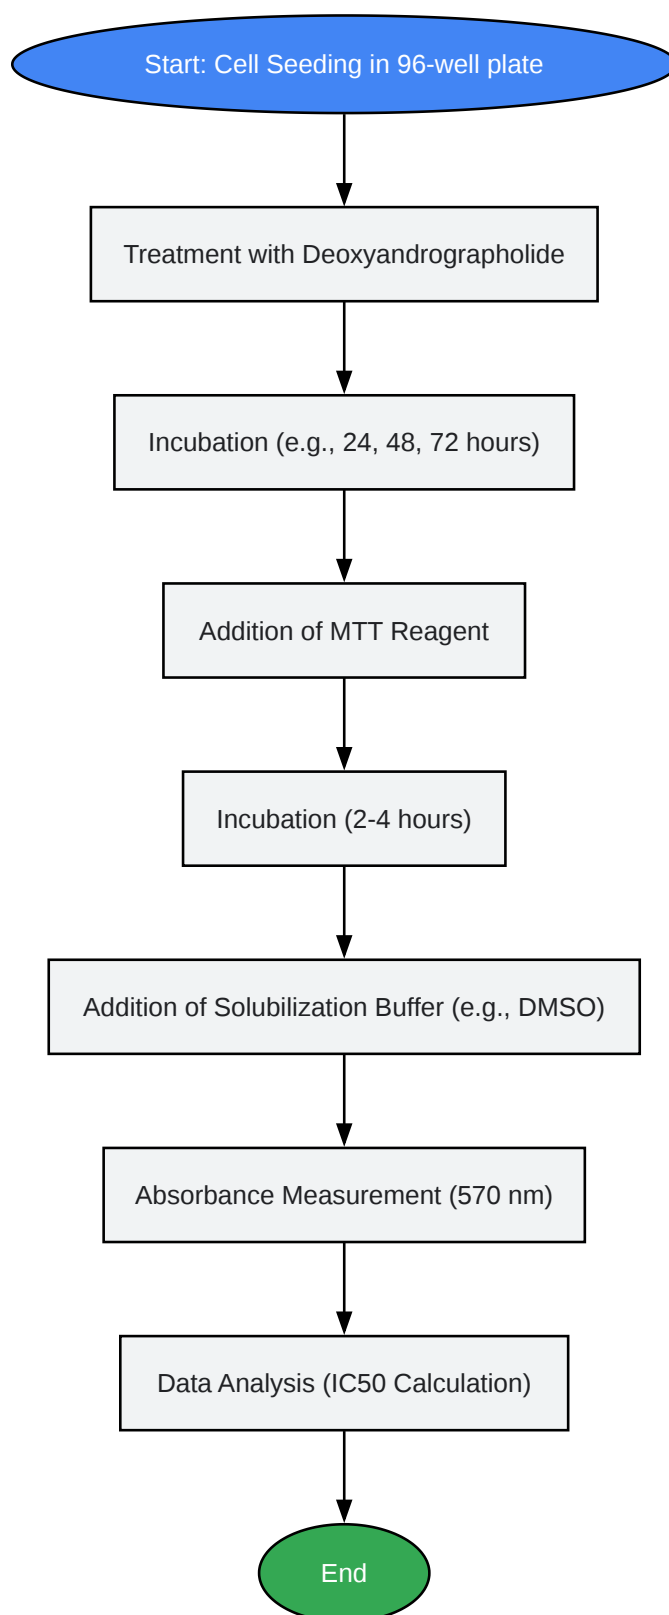 Start: Cell Seeding in 96-well plate
Treatment with Deoxyandrographolide
Incubation (e.g., 24, 48, 72 hours)
Addition of MTT Reagent
Incubation (2-4 hours)
Addition of Solubilization Buffer (e.g., DMSO)
Absorbance Measurement (570 nm)
Data Analysis (IC50 Calculation)
End